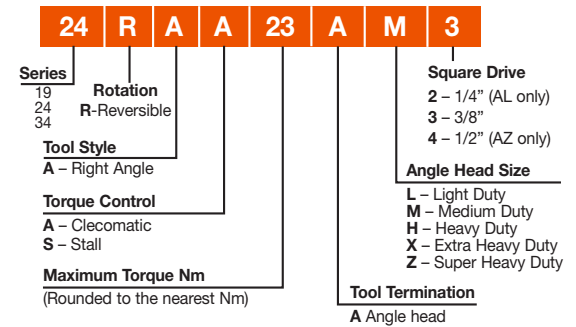 24 R A A 23 A M 3
Series
19
24
34
Rotation
R-Reversible
Tool Style
A – Right Angle
Torque Control
A – Clecomatic
S – Stall
Maximum Torque Nm
(Rounded to the nearest Nm)
Square Drive
2 – 1/4” (AL only)
3 – 3/8”
4 – 1/2” (AZ only)
Angle Head Size
L – Light Duty
M – Medium Duty
H – Heavy Duty
X – Extra Heavy Duty
Z – Super Heavy Duty
Tool Termination
A Angle head